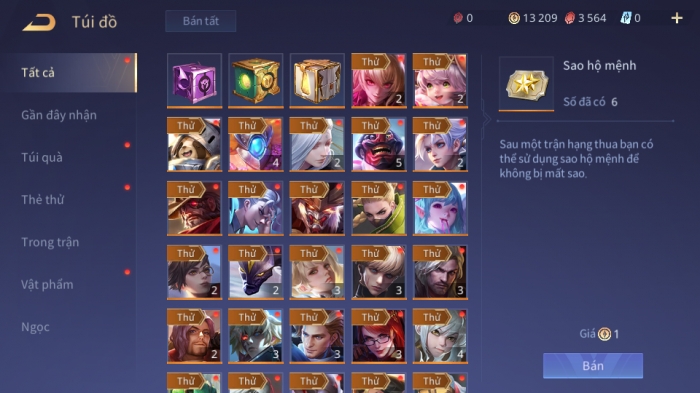 Túi đồ
Bán tất
0
13 209
3 564
0
+
Tất cả
Gần đây nhận
Túi quà
Thẻ thử
Trong trận
Vật phẩm
Ngọc
Thử
2
Thử
2
Thử
Thử
4
Thử
2
Thử
5
Thử
2
Thử
Thử
Thử
Thử
Thử
Thử
2
Thử
2
Thử
3
Thử
3
Thử
3
Thử
2
Thử
3
Thử
3
Thử
3
Thử
4
Thử
Thử
Thử
Thử
Thử
Sao hộ mệnh
Số đã có 6
Sau một trận hạng thua bạn có
thể sử dụng sao hộ mệnh để
không bị mất sao.
Giá 1
Bán